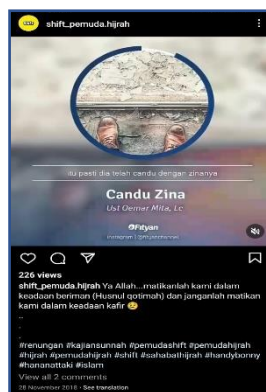 shift_pemuda.hijrah
itu pasti dia telah candu dengan zinanya
Candu Zina
Ust Oemar Mita, Lc
@Fityan
226 views
shift_pemuda.hijrah Ya Allah...matikanlah kami dalam
keadaan beriman (Husnul qotimah) dan janganlah matikan
kami dalam keadaan kafir 😢
..
.
.
#renungan #kajiansunnah #pemudashift #pemudahijrah
#hijrah #pemudahijrah #shift #sahabathijrah #handybonny
#hananattaki #islam
View all 2 comments
28 November 2018 · See translation